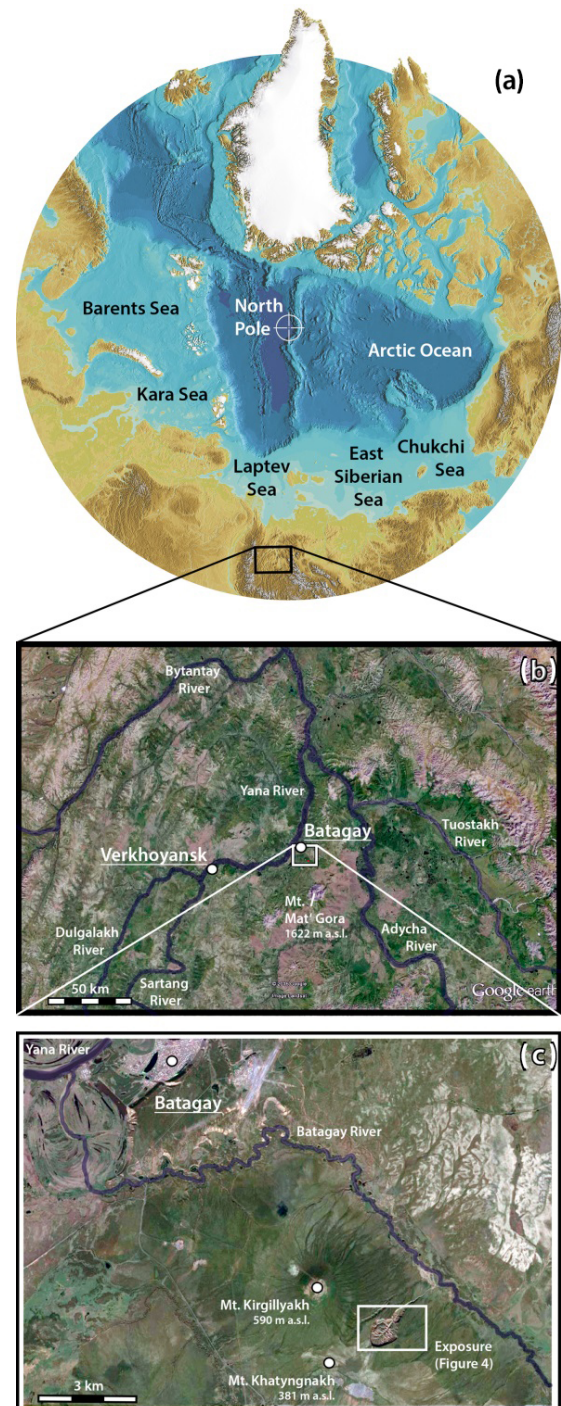 (a)
Barents Sea
North
Pole
Arctic Ocean
Kara Sea
Laptev
Sea
East
Siberian
Sea
Chukchi
Sea
(b)
Bytantay
River
Yana River
Batagay
Tuostakh
River
Verkhoyansk
Mt.
Mat' Gora
1622 m a.s.l.
Dulgalakh
River
Adycha
River
Sartang
River
50 km
Google earth
(c)
Yana River
Batagay
Batagay River
Mt. Kirgillyakh
590 m a.s.l.
Exposure
(Figure 4)
Mt. Khatyngnakh
381 m a.s.l.
3 km